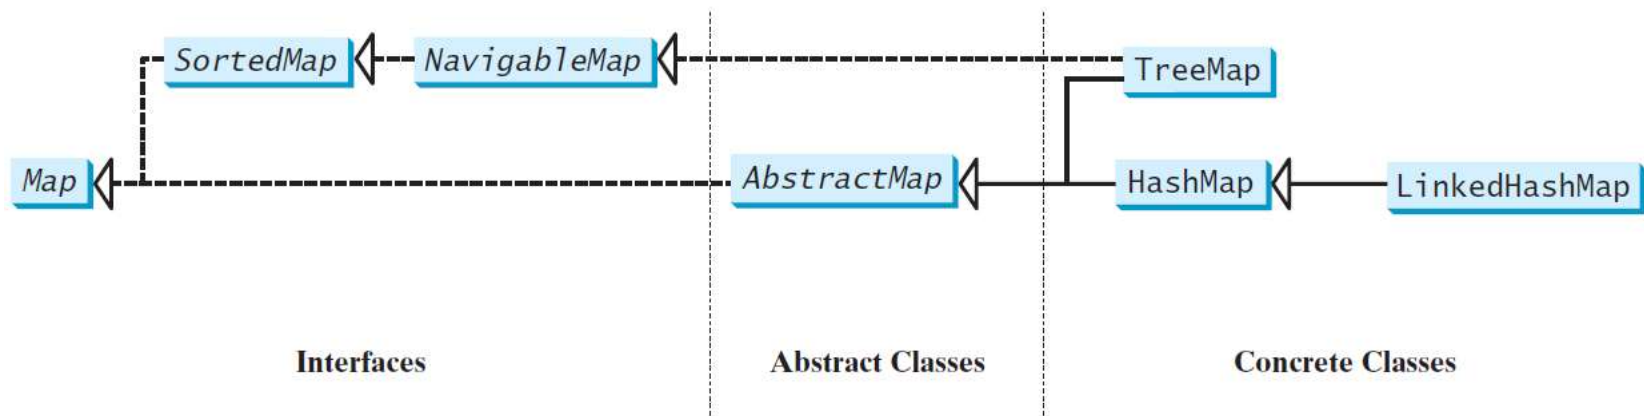 SortedMap
NavigableMap
TreeMap
Map
AbstractMap
HashMap
LinkedHashMap
Interfaces
Abstract Classes
Concrete Classes